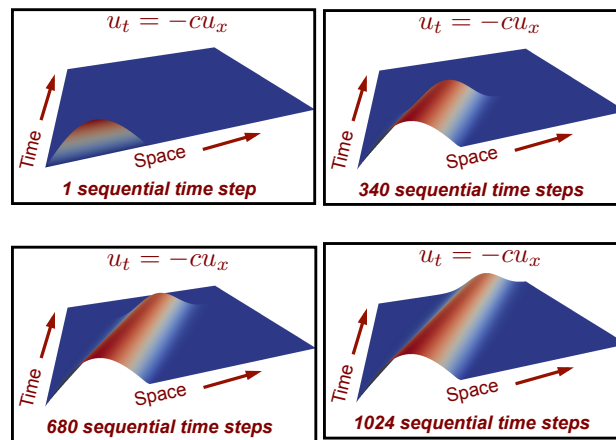 u_t = −cu_x
Time
Space
1 sequential time step
u_t = −cu_x
Time
Space
340 sequential time steps
u_t = −cu_x
Time
Space
680 sequential time steps
u_t = −cu_x
Time
Space
1024 sequential time steps